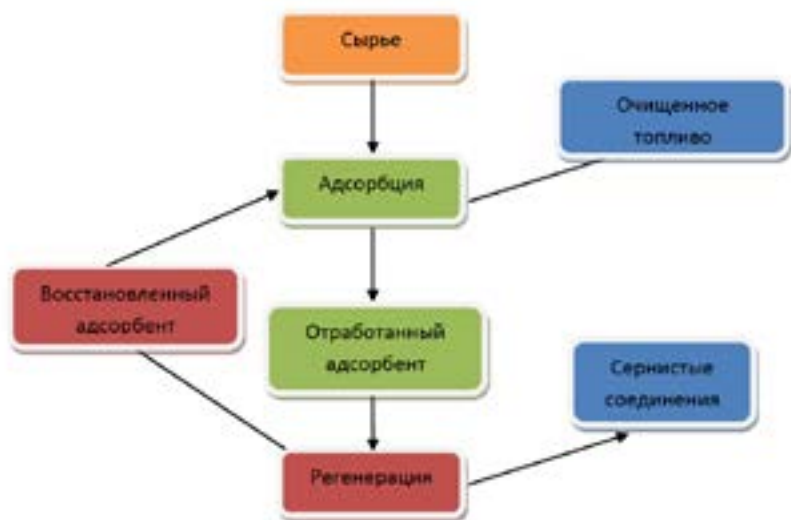 Сырье
Очищенное
топливо
Адсорбция
Восстановленный
адсорбент
Отработанный
адсорбент
Сернистые
соединения
Регенерация